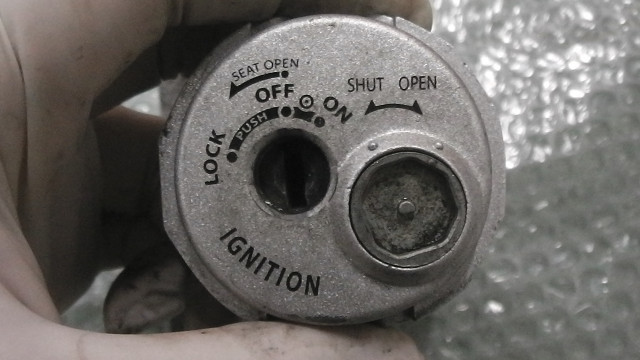 SEAT OPEN
OFF
ON
PUSH
LOCK
SHUT OPEN
IGNITION